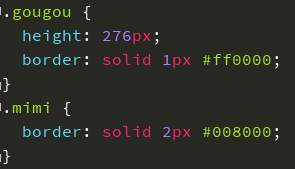 .gougou {
  height: 276px;
  border: solid 1px #ff0000;
}
.mimi {
  border: solid 2px #008000;
}